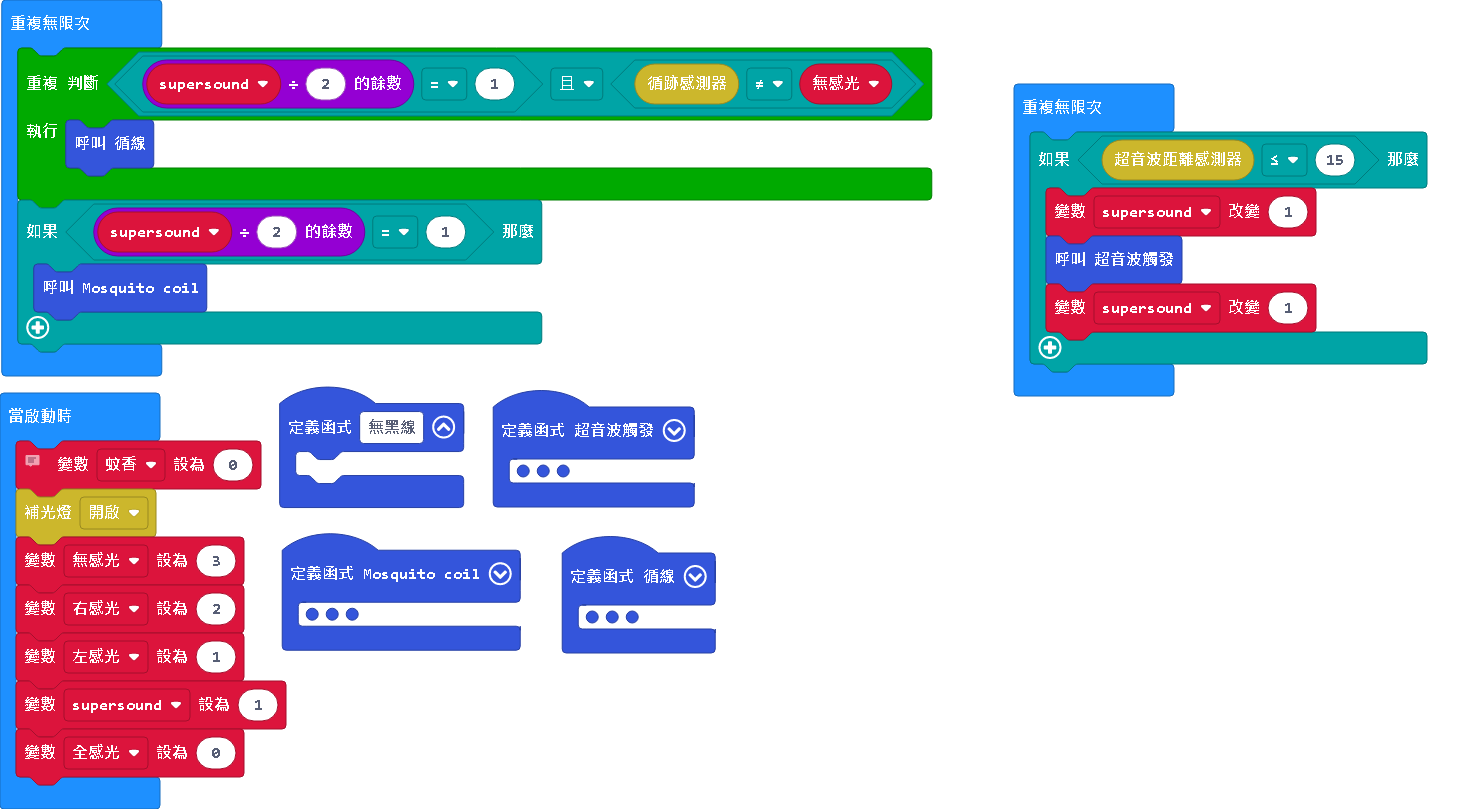 重複無限次
重複 判斷 supersound ÷ 2 的餘數 = 1 且 循跡感測器 ≠ 無感光
執行 呼叫 循線
如果 supersound ÷ 2 的餘數 = 1 那麼
呼叫 Mosquito coil
重複無限次
如果 超音波距離感測器 ≤ 15 那麼
變數 supersound 改變 1
呼叫 超音波觸發
變數 supersound 改變 1
當啟動時
變數 蚊香 設為 0
補光燈 開啟
變數 無感光 設為 3
變數 右感光 設為 2
變數 左感光 設為 1
變數 supersound 設為 1
變數 全感光 設為 0
定義函式 無黑線
定義函式 超音波觸發
定義函式 Mosquito coil
定義函式 循線